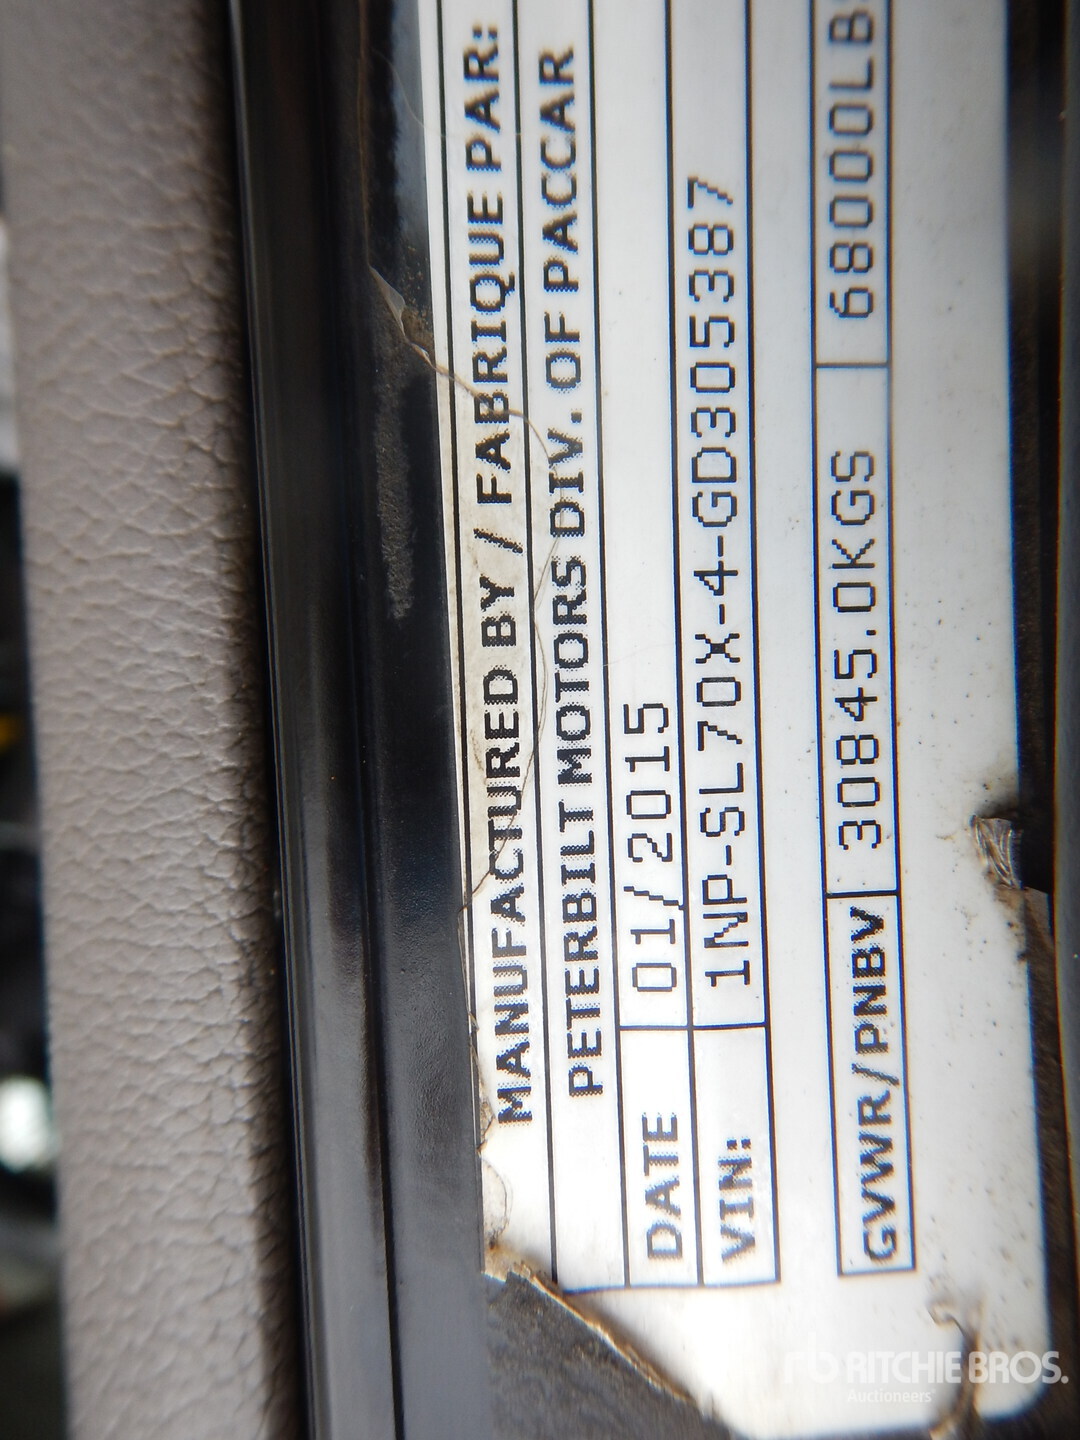 MANUFACTURED BY / FABRIQUE PAR:
PETERBILT MOTORS DIV. OF PACCAR
DATE 01/2015
VIN: 1NP-SL70X-4-GD305387
GVWR/PNBV 30845.0KGS 68000LB
RITCHIE BROS.
Auctioneers